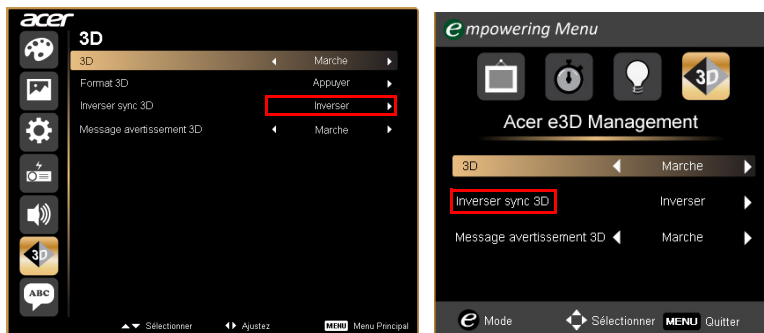 acer
3D
3D Marche
Format 3D Appuyer
Inverser sync 3D Inverser
Message avertissement 3D Marche
ABC
3D
Sélectionner Ajustez MENU Menu Principal
e mpowering Menu
3D
Acer e3D Management
3D Marche
Inverser sync 3D Inverser
Message avertissement 3D Marche
e Mode Sélectionner MENU Quitter